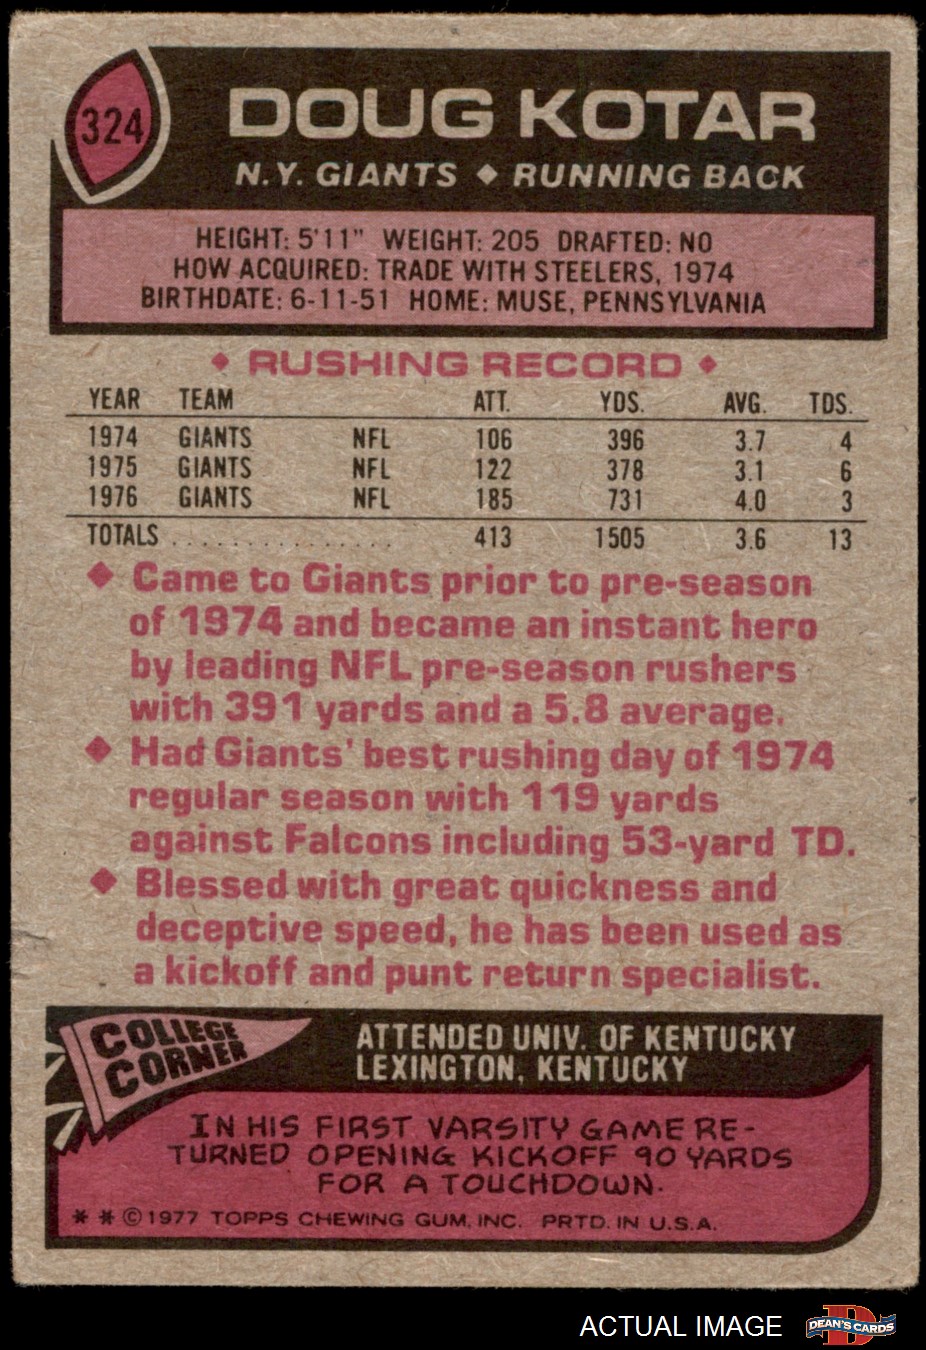 324
DOUG KOTAR
N.Y. GIANTS ♦ RUNNING BACK
HEIGHT: 5'11" WEIGHT: 205 DRAFTED: NO
HOW ACQUIRED: TRADE WITH STEELERS, 1974
BIRTHDATE: 6-11-51 HOME: MUSE, PENNSYLVANIA
♦ RUSHING RECORD ♦
YEAR TEAM ATT. YDS. AVG. TDS.
1974 GIANTS NFL 106 396 3.7 4
1975 GIANTS NFL 122 378 3.1 6
1976 GIANTS NFL 185 731 4.0 3
TOTALS . . . . . . . . . . . . . . . 413 1505 3.6 13
♦ Came to Giants prior to pre-season
of 1974 and became an instant hero
by leading NFL pre-season rushers
with 391 yards and a 5.8 average.
♦ Had Giants' best rushing day of 1974
regular season with 119 yards
against Falcons including 53-yard TD.
♦ Blessed with great quickness and
deceptive speed, he has been used as
a kickoff and punt return specialist.
COLLEGE
CORNER
ATTENDED UNIV. OF KENTUCKY
LEXINGTON, KENTUCKY
IN HIS FIRST VARSITY GAME RE-
TURNED OPENING KICKOFF 90 YARDS
FOR A TOUCHDOWN.
* * © 1977 TOPPS CHEWING GUM, INC. PRTD. IN U.S.A.
ACTUAL IMAGE
DEAN'S CARDS